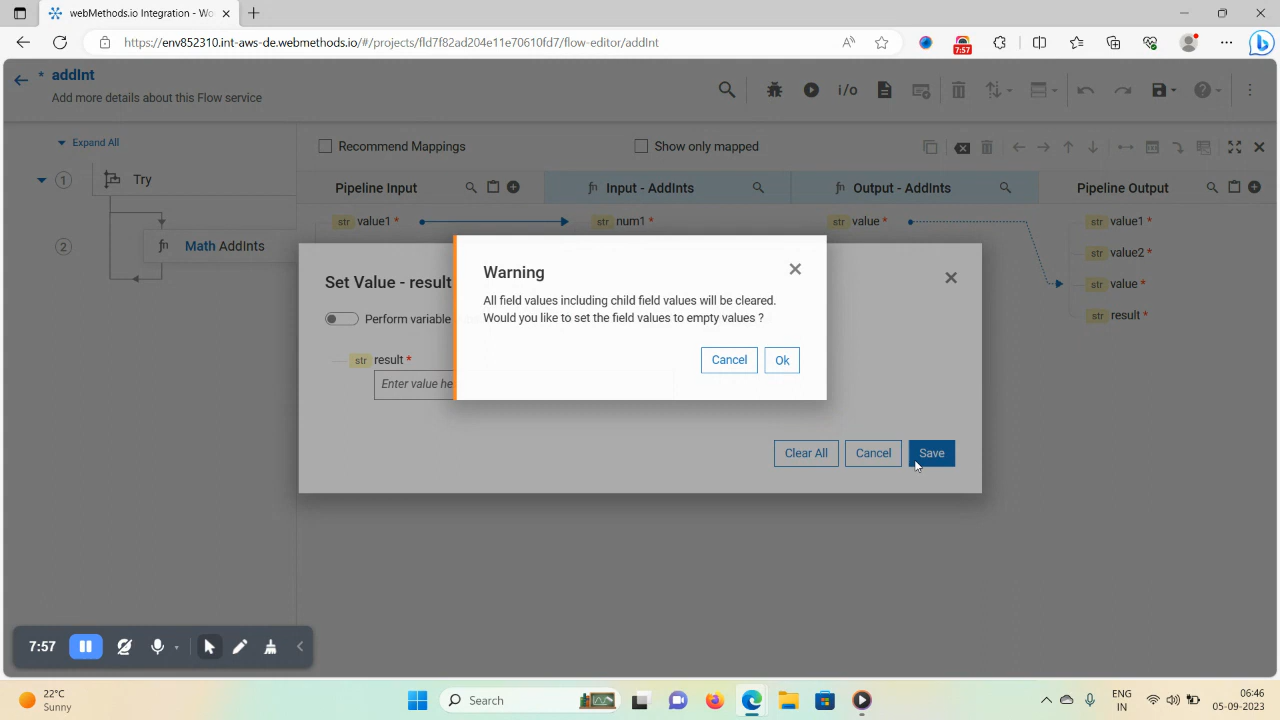 webMethods.io Integration - Wo
https://env852310.int-aws.de.webmethods.io/#/projects/fld7f82ad204e11e70610fd7/flow-editor/addInt
7:57
* addInt
Add more details about this Flow service
i/o
Expand All
Recommend Mappings
Show only mapped
1 Try
Pipeline Input
fn Input - AddInts
fn Output - AddInts
Pipeline Output
str value1 *
str num1 *
str value *
str value1 *
2 fn Math AddInts
str value2 *
str value *
str result *
Set Value - result
Perform variable
str result *
Enter value he
Clear All Cancel Save
Warning
All field values including child field values will be cleared.
Would you like to set the field values to empty values ?
Cancel Ok
7:57
22°C
Sunny
Search
ENG
IN
06:46
05-09-2023